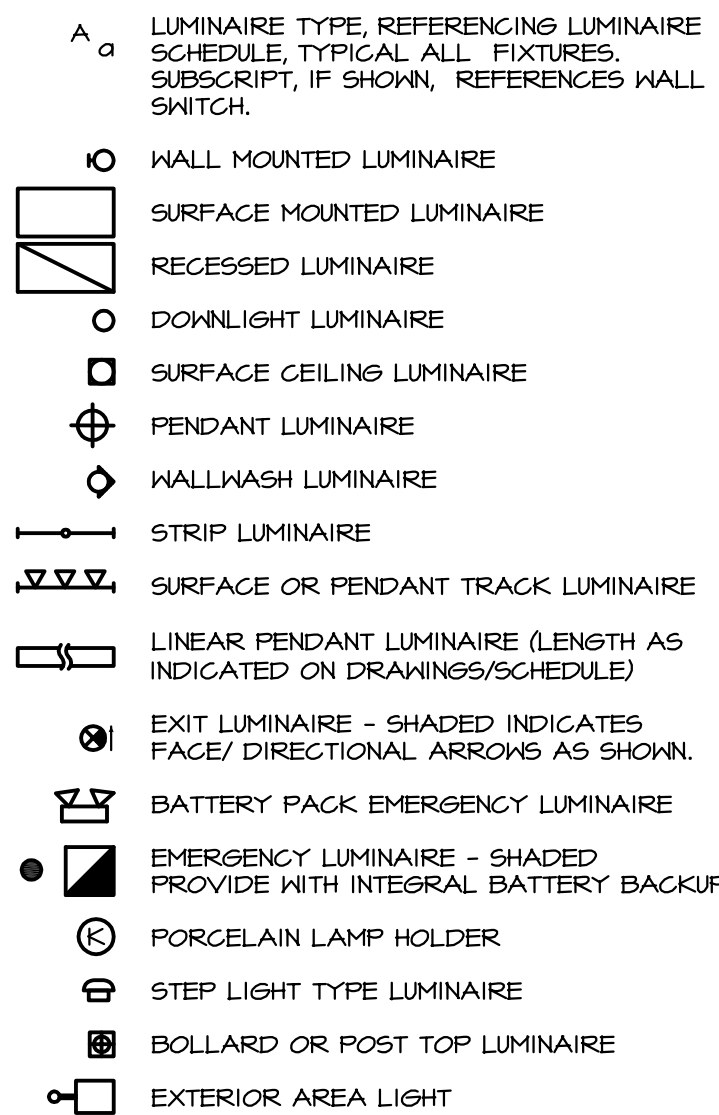 A a LUMINAIRE TYPE, REFERENCING LUMINAIRE
SCHEDULE, TYPICAL ALL FIXTURES.
SUBSCRIPT, IF SHOWN, REFERENCES WALL
SWITCH.
WALL MOUNTED LUMINAIRE
SURFACE MOUNTED LUMINAIRE
RECESSED LUMINAIRE
DOWNLIGHT LUMINAIRE
SURFACE CEILING LUMINAIRE
PENDANT LUMINAIRE
WALLWASH LUMINAIRE
STRIP LUMINAIRE
SURFACE OR PENDANT TRACK LUMINAIRE
LINEAR PENDANT LUMINAIRE (LENGTH AS
INDICATED ON DRAWINGS/SCHEDULE)
EXIT LUMINAIRE - SHADED INDICATES
FACE/ DIRECTIONAL ARROWS AS SHOWN.
BATTERY PACK EMERGENCY LUMINAIRE
EMERGENCY LUMINAIRE - SHADED
PROVIDE WITH INTEGRAL BATTERY
K PORCELAIN LAMP HOLDER
STEP LIGHT TYPE LUMINAIRE
BOLLARD OR POST TOP LUMINAIRE
EXTERIOR AREA LIGHT